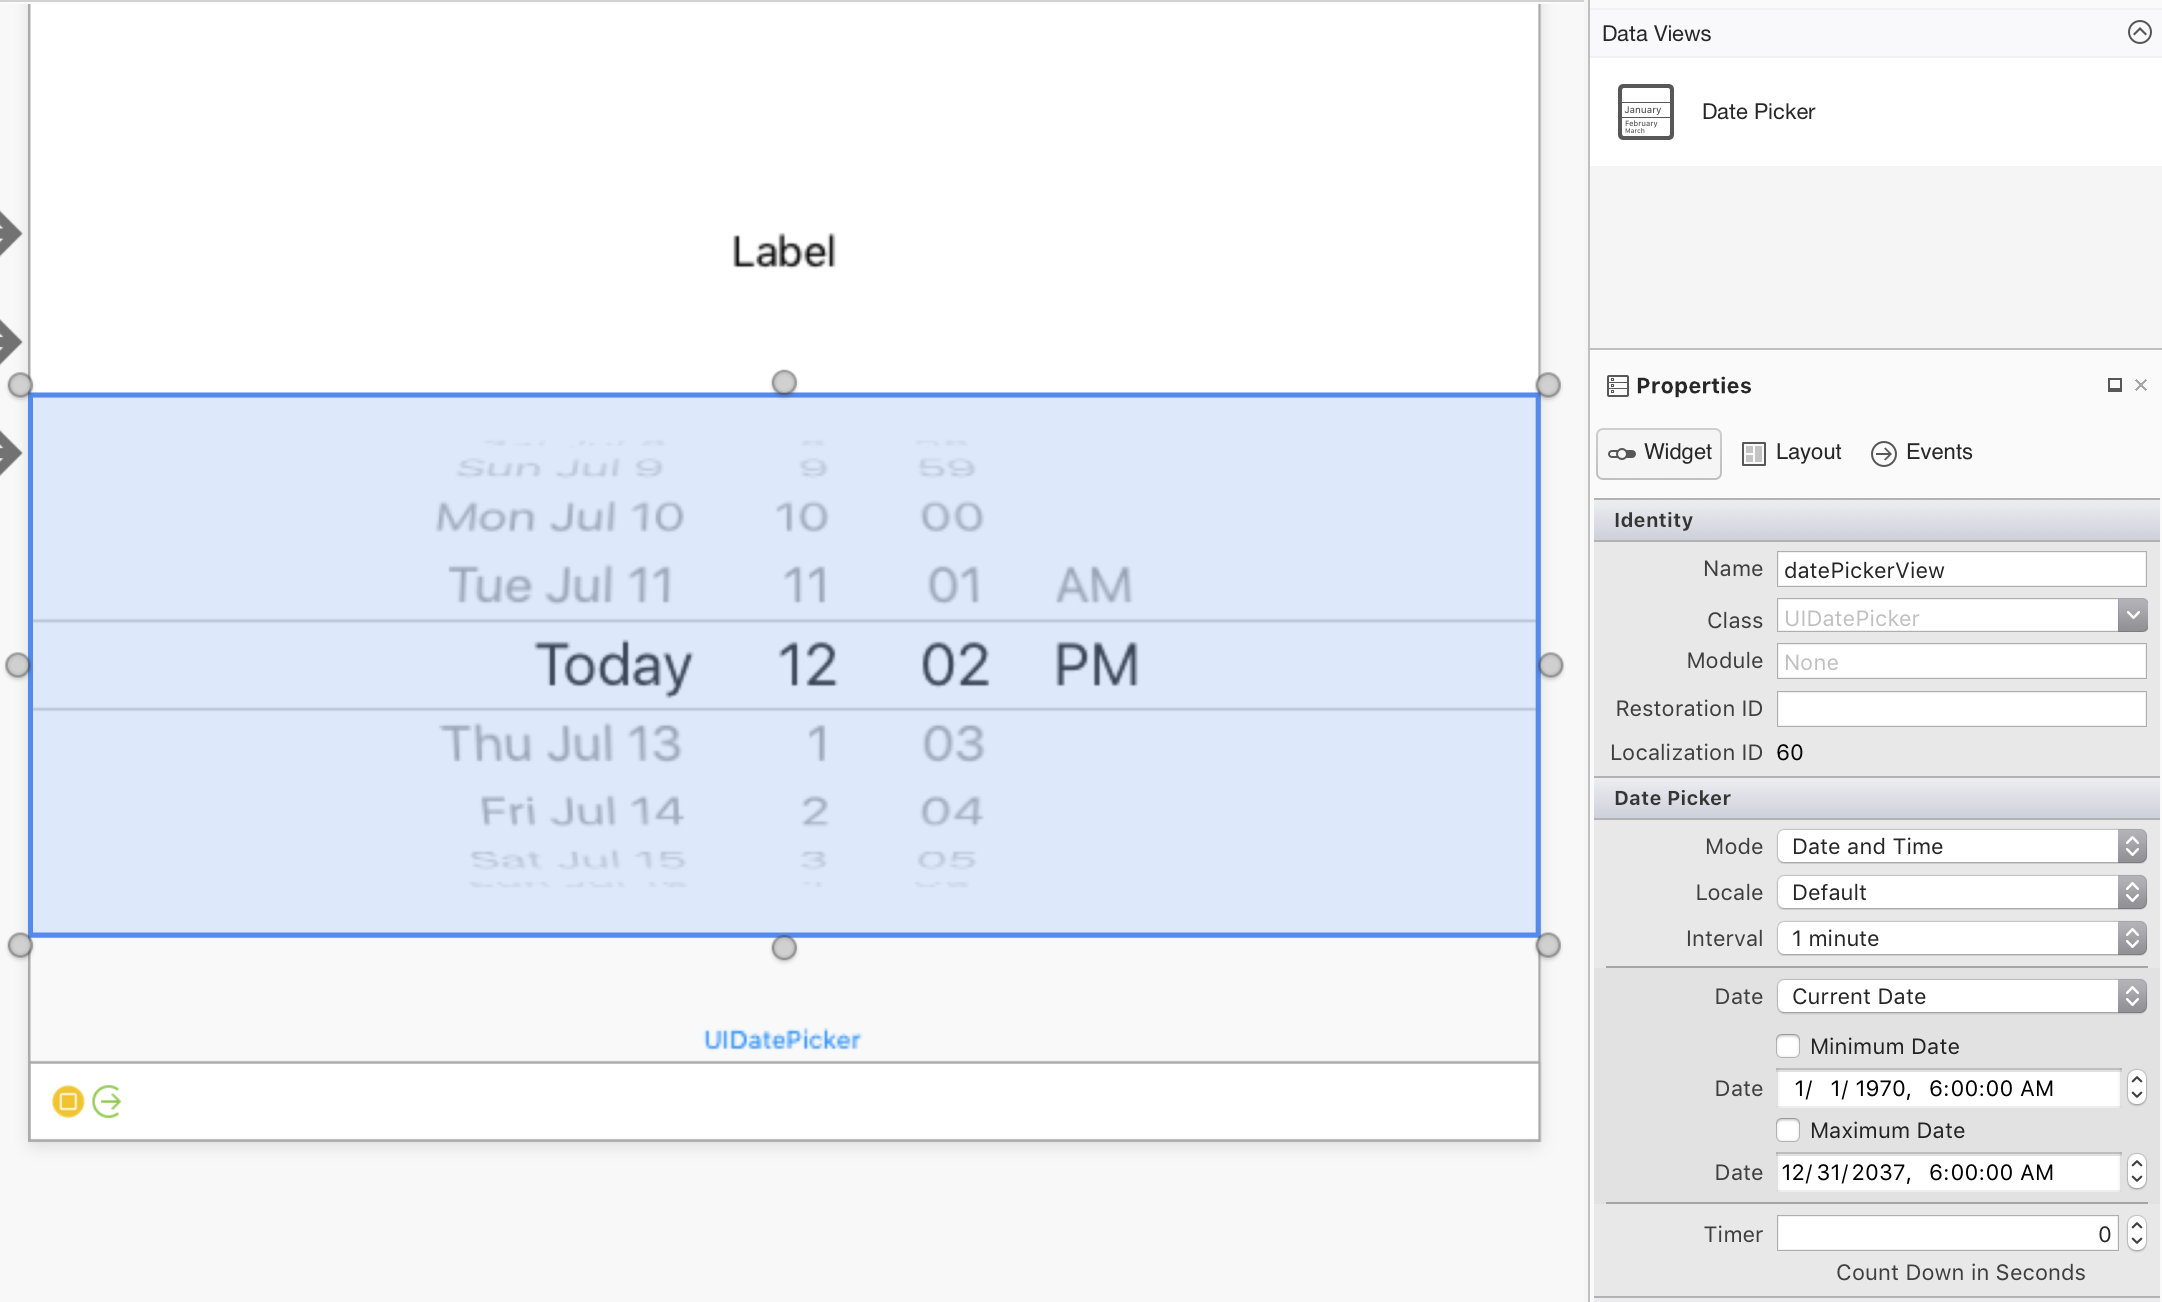 Data Views
January
February
March
Date Picker
Label
Sun Jul 9 9 59
Mon Jul 10 10 00
Tue Jul 11 11 01 AM
Today 12 02 PM
Thu Jul 13 1 03
Fri Jul 14 2 04
Sat Jul 15 3 05
UIDatePicker
Properties
Widget Layout Events
Identity
Name datePickerView
Class UIDatePicker
Module None
Restoration ID
Localization ID 60
Date Picker
Mode Date and Time
Locale Default
Interval 1 minute
Date Current Date
Minimum Date
Date 1/ 1/ 1970, 6:00:00 AM
Maximum Date
Date 12/31/2037, 6:00:00 AM
Timer 0
Count Down in Seconds